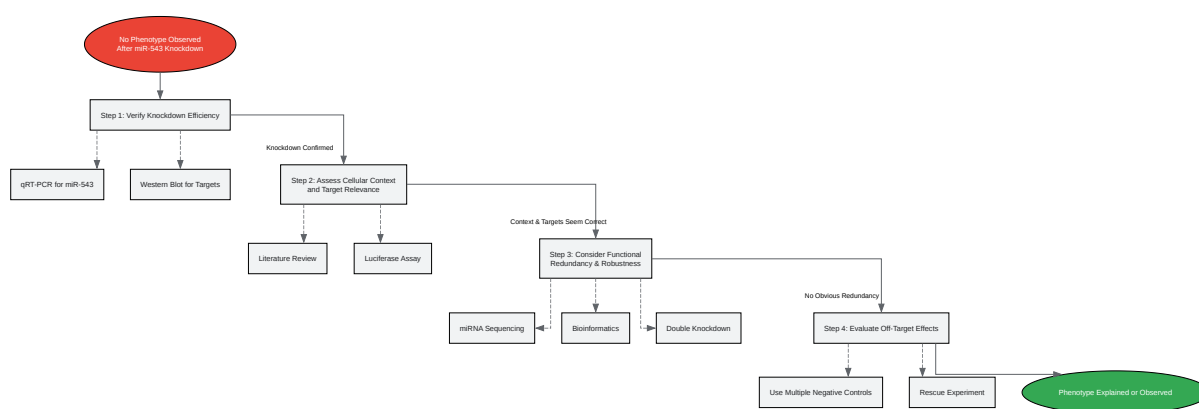 No Phenotype Observed
After miR-543 Knockdown
Step 1: Verify Knockdown Efficiency
Knockdown Confirmed
qRT-PCR for miR-543
Western Blot for Targets
Step 2: Assess Cellular Context
and Target Relevance
Context & Targets Seem Correct
Literature Review
Luciferase Assay
Step 3: Consider Functional
Redundancy & Robustness
No Obvious Redundancy
miRNA Sequencing
Bioinformatics
Double Knockdown
Step 4: Evaluate Off-Target Effects
Use Multiple Negative Controls
Rescue Experiment
Phenotype Explained or Observed